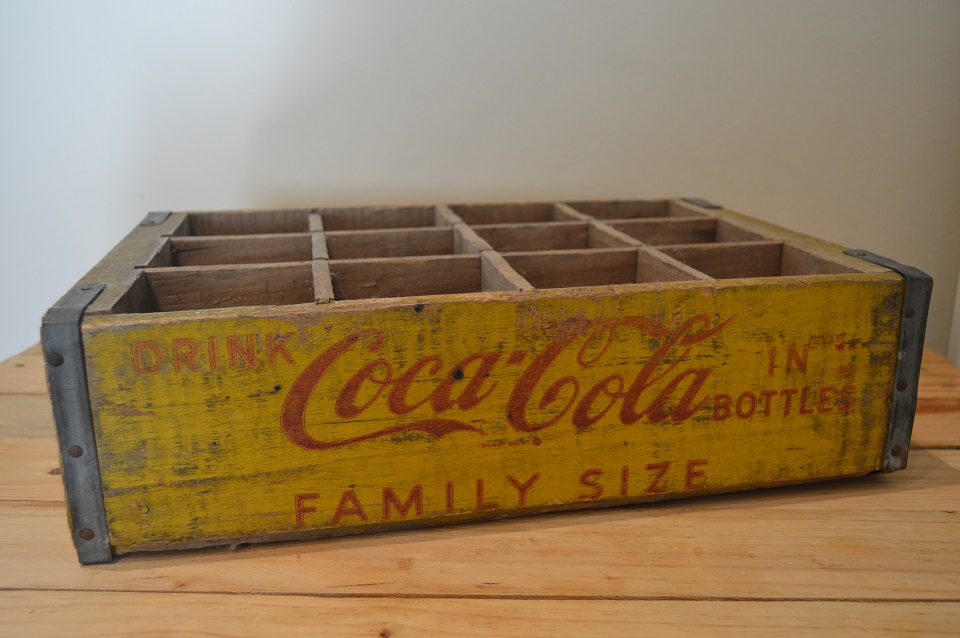 DRINK Coca-Cola IN
BOTTLES
FAMILY SIZE